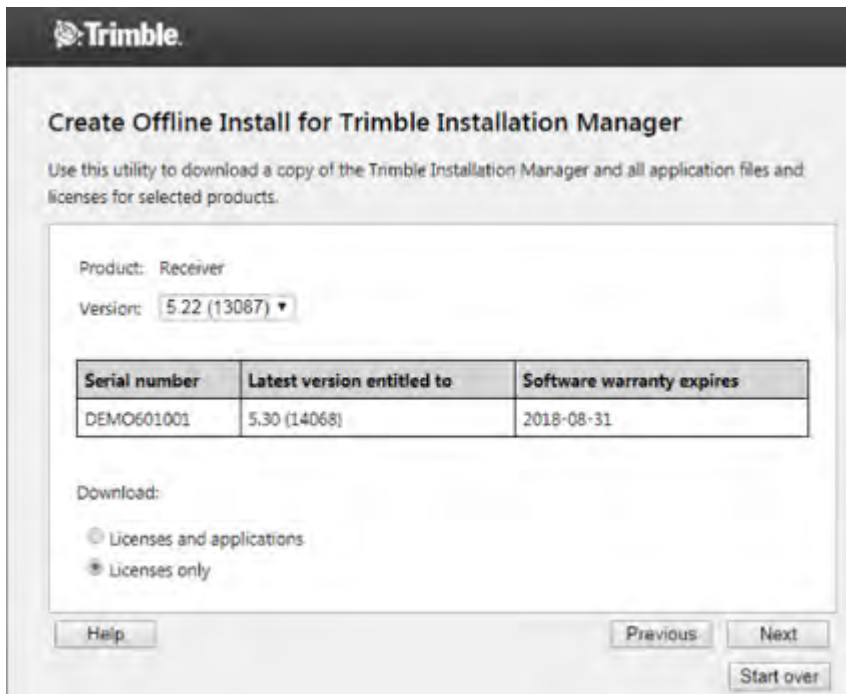 Trimble.
Create Offline Install for Trimble Installation Manager
Use this utility to download a copy of the Trimble Installation Manager and all application files and
licenses for selected products.
Product: Receiver
Version: 5.22 (13087)
Serial number Latest version entitled to Software warranty expires
DEMO601001 5.30 (14068) 2018-08-31
Download:
Licenses and applications
Licenses only
Help Previous Next
Start over